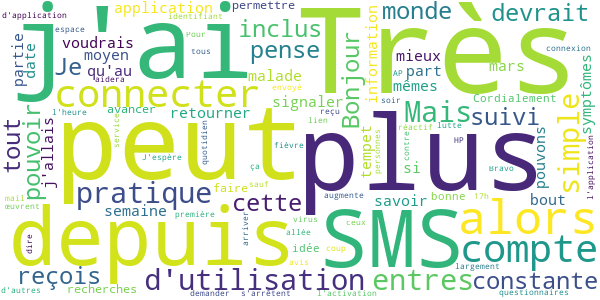 d'application
application
identifiant
permettre
monde
devrait
espace
j'ai
Très
Pour
inclus
partie
date
voudrais
tous
information
connexion
Je
moyen
qu'au
aidera
pense
Bonjour
mieux
AP
part
mars
malade
envoye
mêmes
Cordialement
symptômes
connecter
signaler
soir
avancer
l'heure
retourner
reçu
lien
Mais
suivi
tout
pouvoir
j'allais
peut
plus
simple
service
quotidien
tempet
personnes
réactif
contre
lutte
HP
pouvons
J'espère
fièvre
ça
si
Bravo
l'application
mail
œuvrent
pratique
faire
sauf
cette
augmente
savoir
bonne
17h
bout
semaine
première
virus
ceux
depuis
SMS
alors
dire
arriver
allée
idée
coup
compte
reçois
avis
largement
d'utilisation
entres
constante
d'autres
recherches
demander
s'arrêtent
l'activation
questionnaires